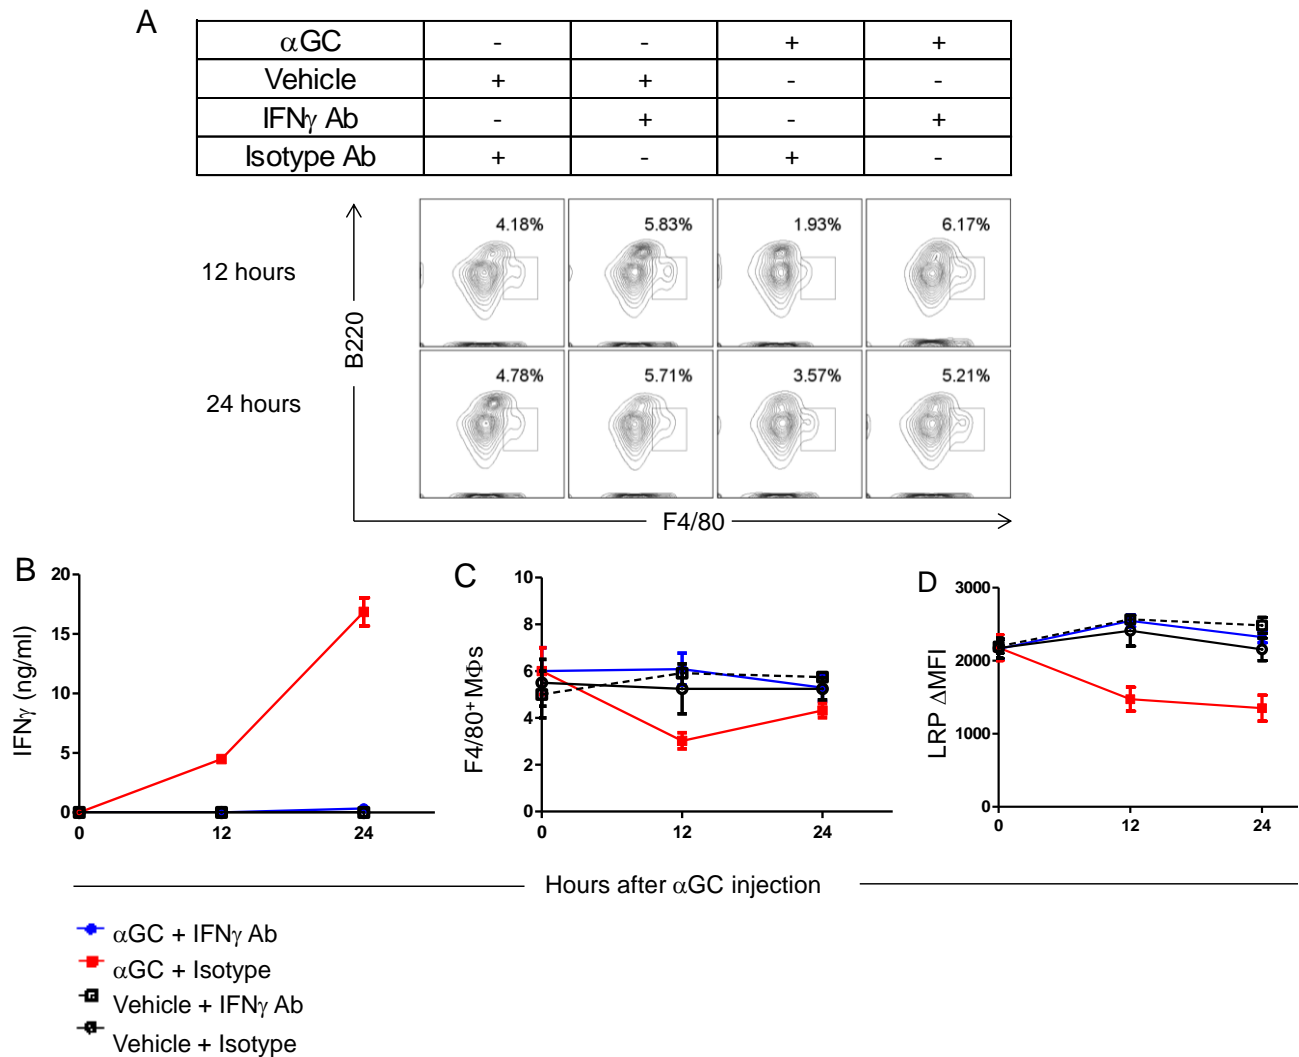 A
αGC - - + +
Vehicle + + - -
IFNγ Ab - + - +
Isotype Ab + - + -
4.18% 5.83% 1.93% 6.17%
12 hours
B220
4.78% 5.71% 3.57% 5.21%
24 hours
F4/80
B
20
15
10
5
0
IFNγ (ng/ml)
0 12 24
C
10
8
6
4
2
0
F4/80+ MΦs
0 12 24
D
3000
2000
1000
0
LRP ΔMFI
0 12 24
Hours after αGC injection
αGC + IFNγ Ab
αGC + Isotype
Vehicle + IFNγ Ab
Vehicle + Isotype